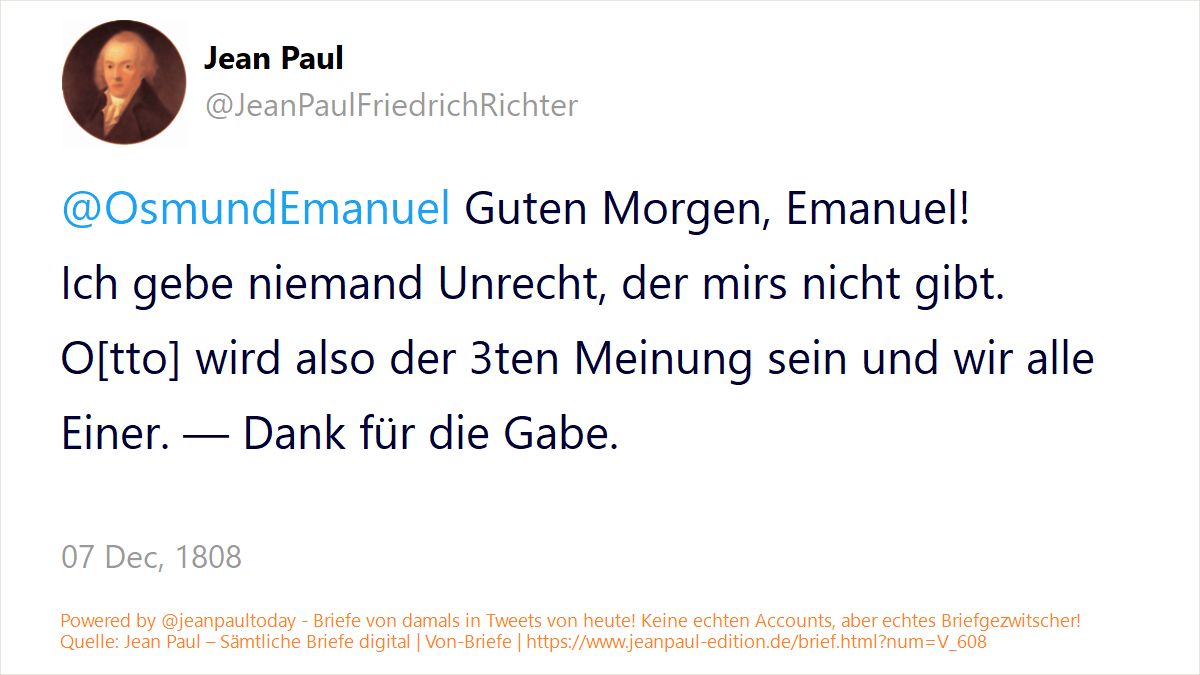 Jean Paul
@JeanPaulFriedrichRichter
@OsmundEmanuel Guten Morgen, Emanuel!
Ich gebe niemand Unrecht, der mirs nicht gibt.
O[tto] wird also der 3ten Meinung sein und wir alle
Einer. — Dank für die Gabe.
07 Dec, 1808
Powered by @jeanpaultoday - Briefe von damals in Tweets von heute! Keine echten Accounts, aber echtes Briefgezwitscher!
Quelle: Jean Paul – Sämtliche Briefe digital | Von-Briefe | https://www.jeanpaul-edition.de/brief.html?num=V_608